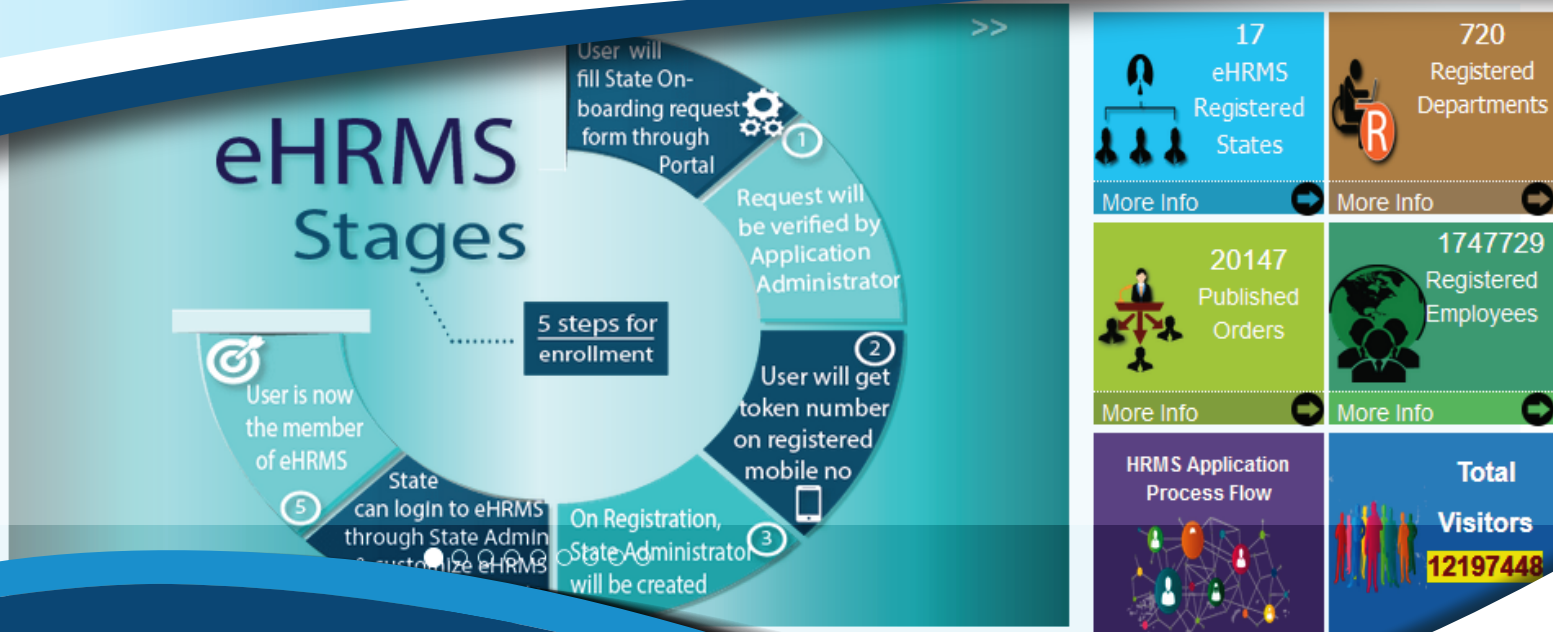 >>
eHRMS
Stages
5 steps for
enrollment
User will
fill State On-
boarding request
form through
Portal
1
Request will
be verified by
Application
Administrator
2
User will get
token number
on registered
mobile no
3
On Registration,
State Administrator
will be created
State
can login to eHRMS
through State Admin
customize eHRMS
5
User is now
the member
of eHRMS
17
eHRMS
Registered
States
More Info
720
Registered
Departments
R
More Info
20147
Published
Orders
More Info
1747729
Registered
Employees
More Info
HRMS Application
Process Flow
Total
Visitors
12197448